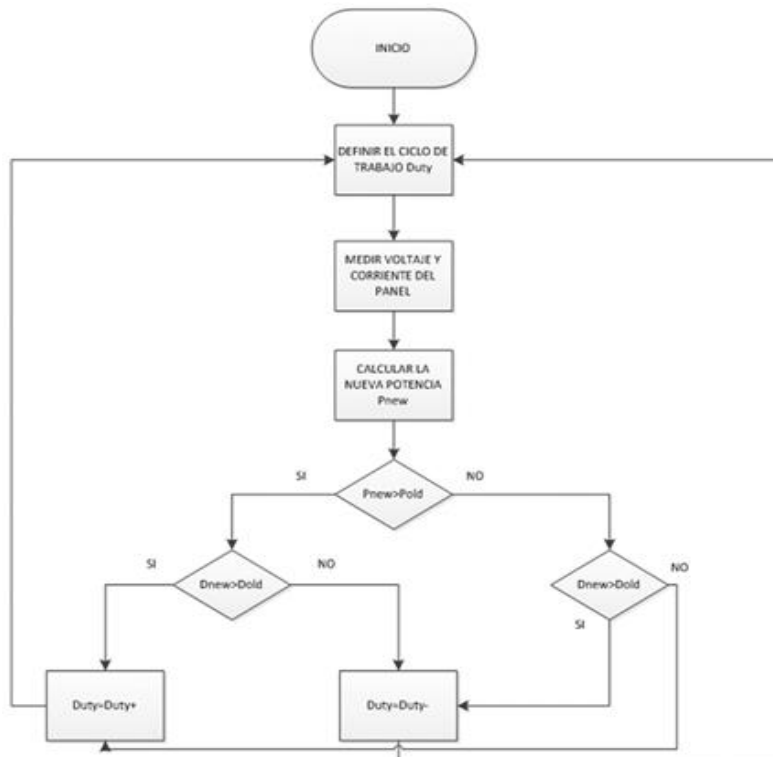 INICIO
DEFINIR EL CICLO DE
TRABAJO Duty
MEDIR VOLTAJE Y
CORRIENTE DEL
PANEL
CALCULAR LA
NUEVA POTENCIA
Pnew
SI
NO
Pnew>Pold
SI
NO
Dnew>Dold
NO
Dnew>Dold
SI
Duty=Duty+
Duty=Duty-